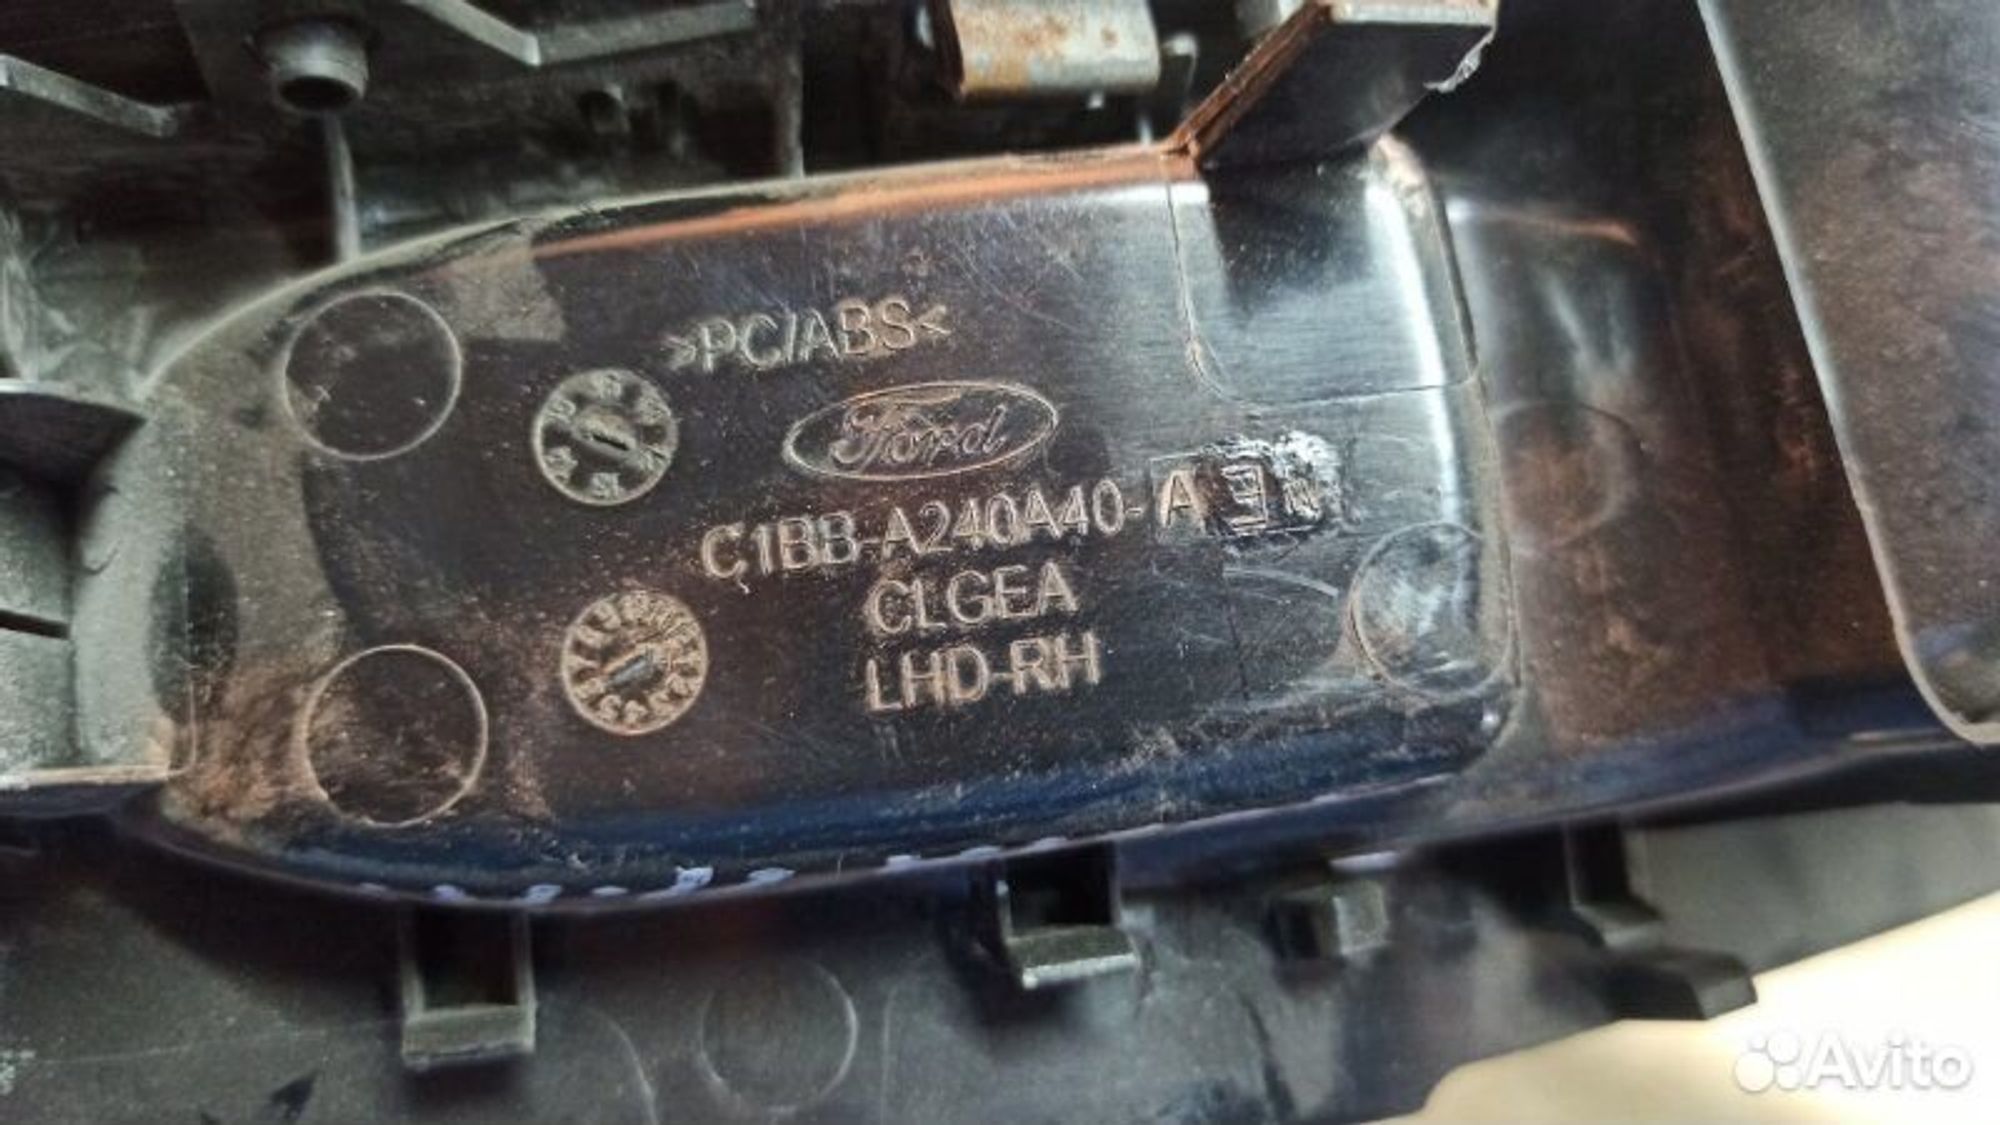 >PC/ABS<
Ford
C1BB-A240A40-A
CLGEA
LHD-RH
Avito